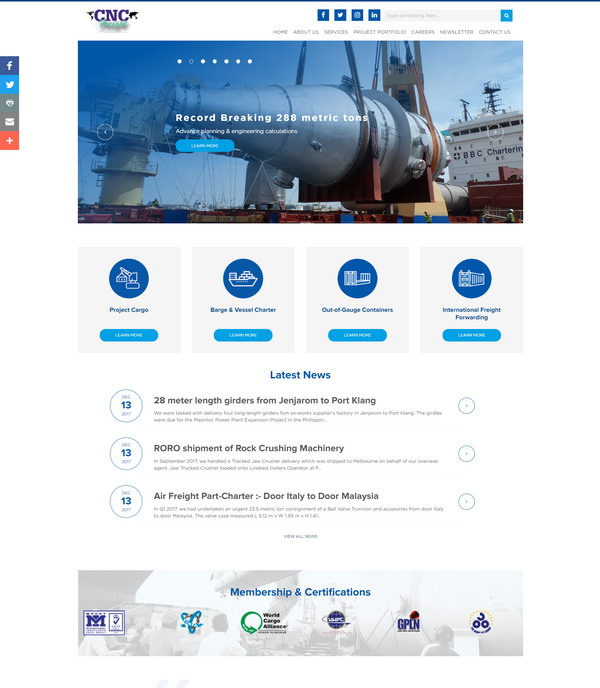 CNC
Type something here...
HOME ABOUT US SERVICES PROJECT PORTFOLIO CAREERS NEWSLETTER CONTACT US
Record Breaking 288 metric tons
Advance planning & engineering calculations
LEARN MORE
BBC Chartering
Project Cargo
Barge & Vessel Charter
Out-of-Gauge Containers
International Freight
Forwarding
LEARN MORE LEARN MORE LEARN MORE LEARN MORE
Latest News
DEC
13
2017
28 meter length girders from Jenjarom to Port Klang
We were tasked with delivery four long length girders fom ex-works supplier's factory in Jenjarom to Port Klang. The girders
were due for the Masinloc Power Plant Expansion Project in the Philippin...
DEC
13
2017
RORO shipment of Rock Crushing Machinery
In September 2017, we handled a Tracked Jaw Crusher delivery which was shipped to Melbourne on behalf of our overseas
agent. Jaw Trucked Crusher loaded onto Lowbed trailers Operator at P...
DEC
13
2017
Air Freight Part-Charter :- Door Italy to Door Malaysia
In Q1 2017, we had undertaken an urgent 23.5 metric ton consignment of a Ball Valve Trunnion and accesories from door Italy
to door Malaysia. The valve case measured L 5.12 m x W 1.93 m x H 1.41...
VIEW ALL NEWS
Membership & Certifications
World
Cargo
Alliance
GPLN